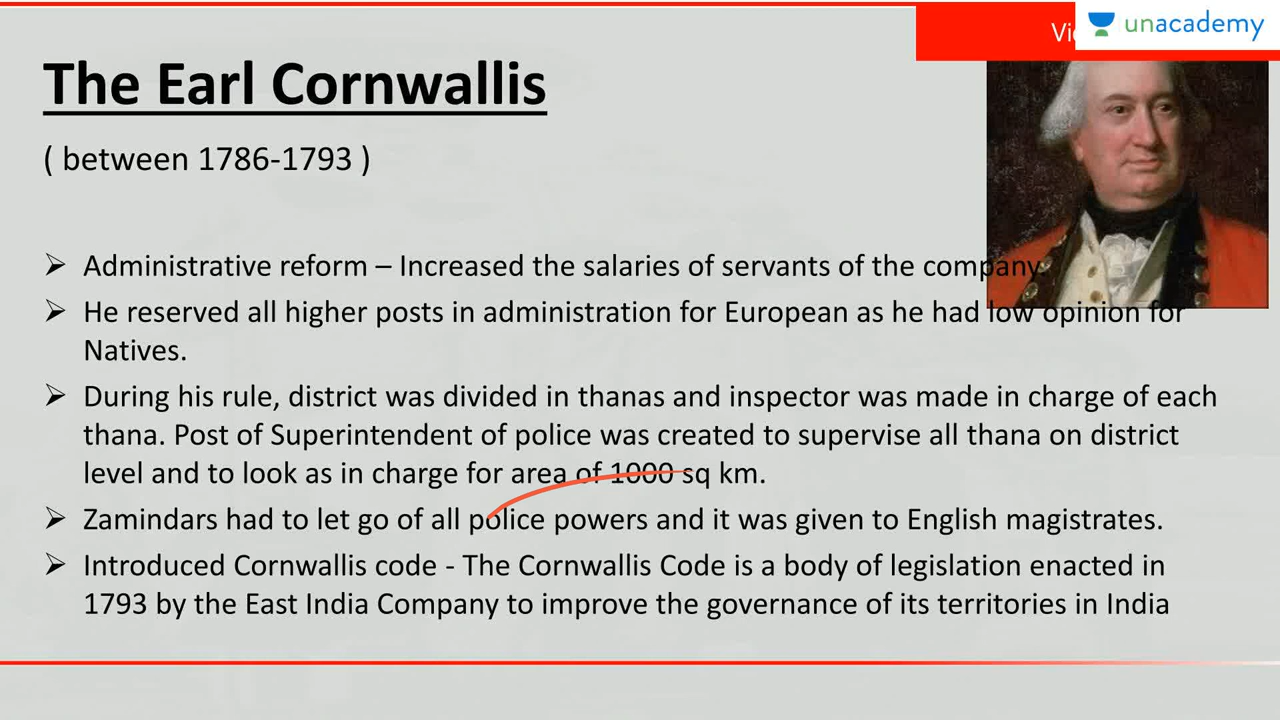 Vi
unacademy
The Earl Cornwallis
( between 1786-1793 )
➢ Administrative reform – Increased the salaries of servants of the company.
➢ He reserved all higher posts in administration for European as he had low opinion for
Natives.
➢ During his rule, district was divided in thanas and inspector was made in charge of each
thana. Post of Superintendent of police was created to supervise all thana on district
level and to look as in charge for area of 1000 sq km.
➢ Zamindars had to let go of all police powers and it was given to English magistrates.
➢ Introduced Cornwallis code - The Cornwallis Code is a body of legislation enacted in
1793 by the East India Company to improve the governance of its territories in India